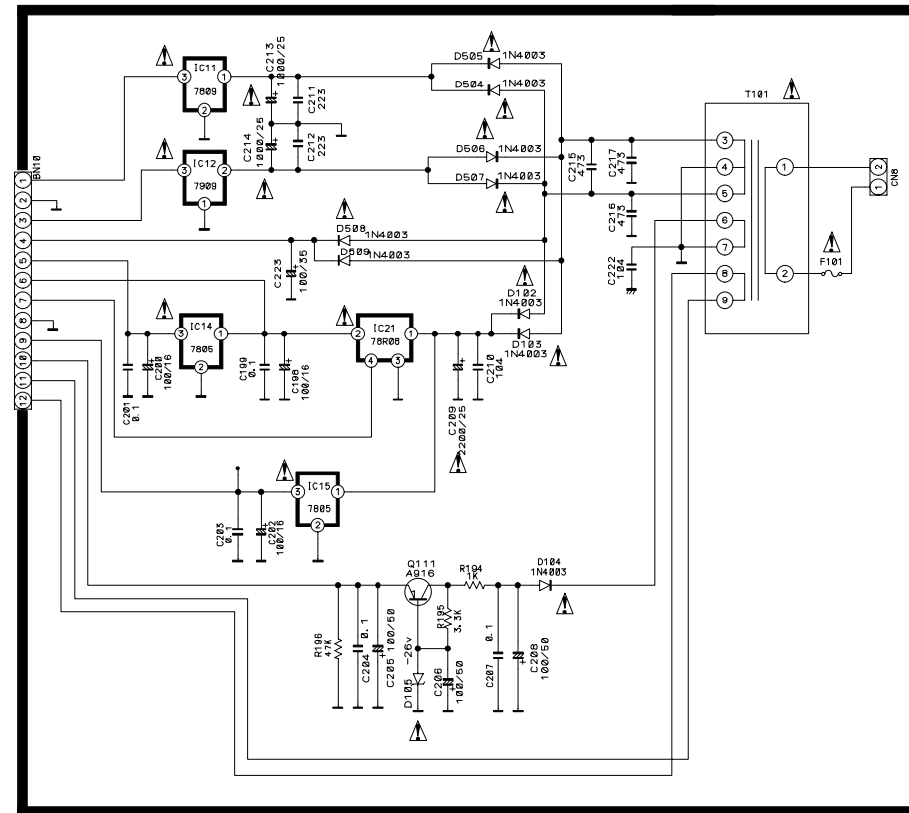 C213
1000/25
IC11
7809
3
1
2
C211
223
D505
1N4003
D504
1N4003
T101
C214
1000/25
C212
223
IC12
7909
3
2
1
D506
1N4003
D507
1N4003
C215
473
C217
473
C216
473
C222
104
3
4
5
6
7
8
9
1
2
F101
2
1
CN8
BN10
1
2
3
4
5
6
7
8
9
10
11
12
D508
1N4003
D509
1N4003
C223
100/35
D102
1N4003
D103
1N4003
IC14
7805
3
1
2
IC21
78R08
2
1
4
3
C201
0.1
C200
100/16
C199
0.1
C198
100/16
C209
2200/25
C210
104
IC15
7805
3
1
2
C203
0.1
C202
100/16
Q111
A916
R194
1K
D104
1N4003
R195
3.3K
R196
47K
C204
0.1
C205
100/50
-26v
D105
C206
100/50
C207
0.1
C208
100/50